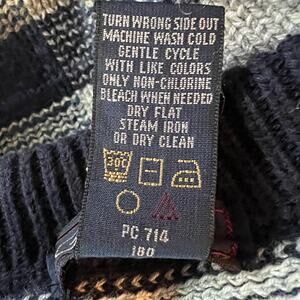 TURN WRONG SIDE OUT
MACHINE WASH COLD
GENTLE CYCLE
WITH LIKE COLORS
ONLY NON-CHLORINE
BLEACH WHEN NEEDED
DRY FLAT
STEAM IRON
OR DRY CLEAN
30C
PC 714
180